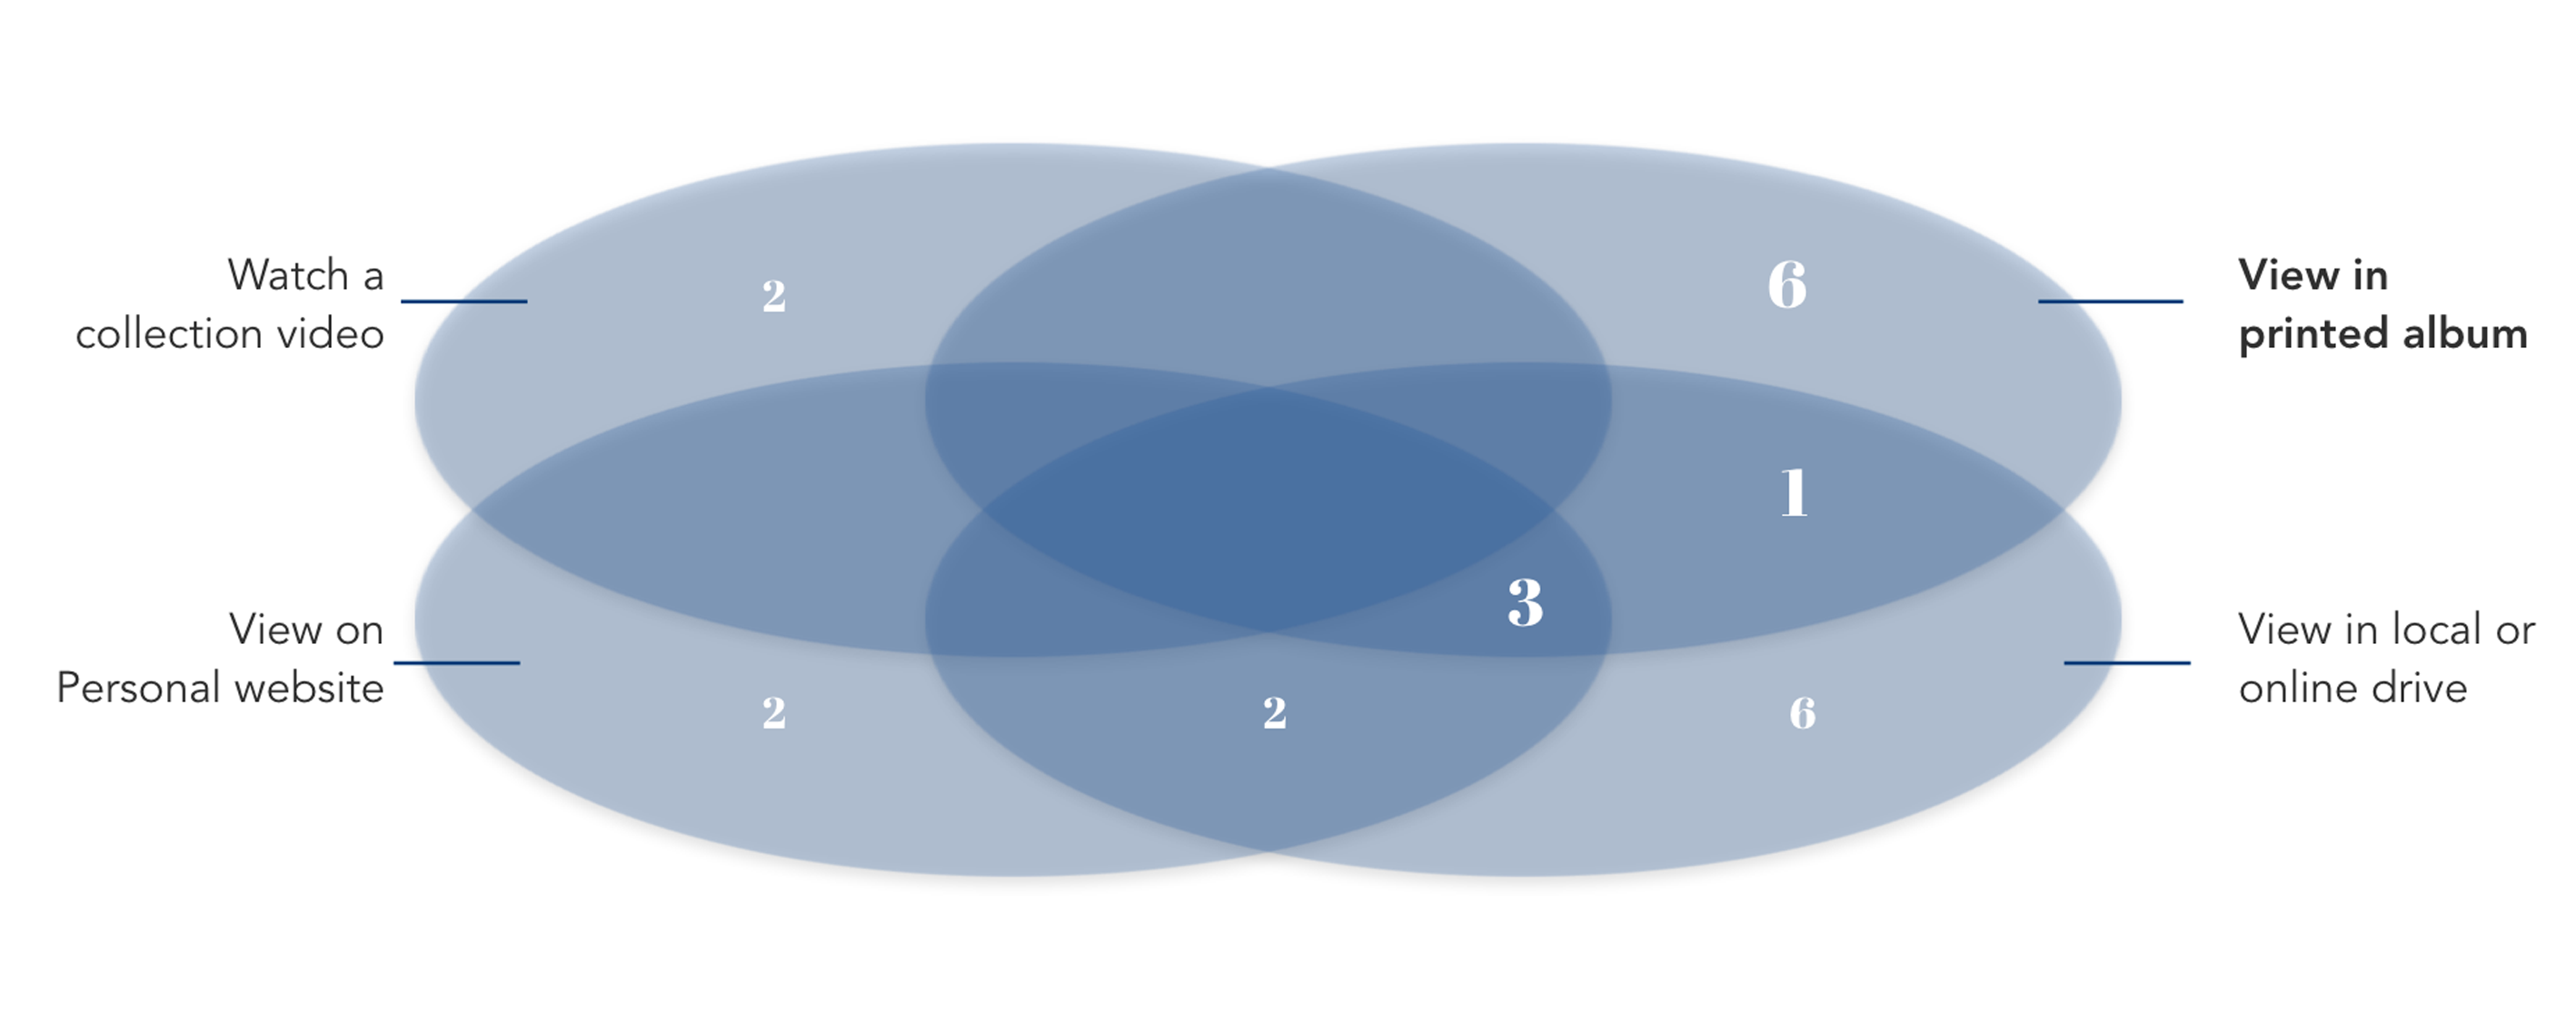 Watch a
collection video
2
6
View in
printed album
1
3
View on
Personal website
2
2
6
View in local or
online drive